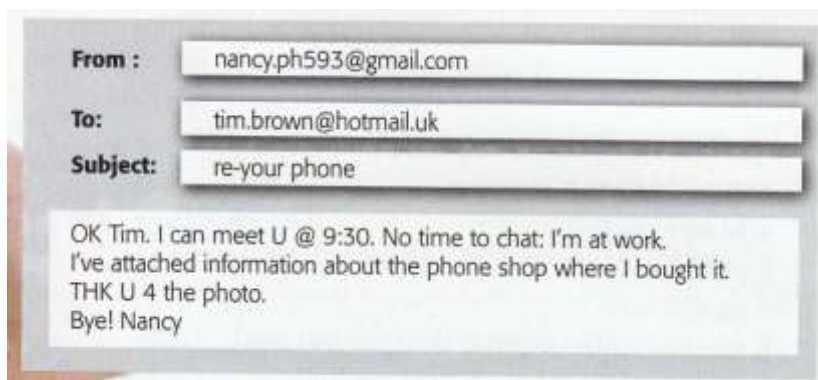 From : nancy.ph593@gmail.com
To: tim.brown@hotmail.uk
Subject: re-your phone
OK Tim. I can meet U @ 9:30. No time to chat: I'm at work.
I've attached information about the phone shop where I bought it.
THK U 4 the photo.
Bye! Nancy